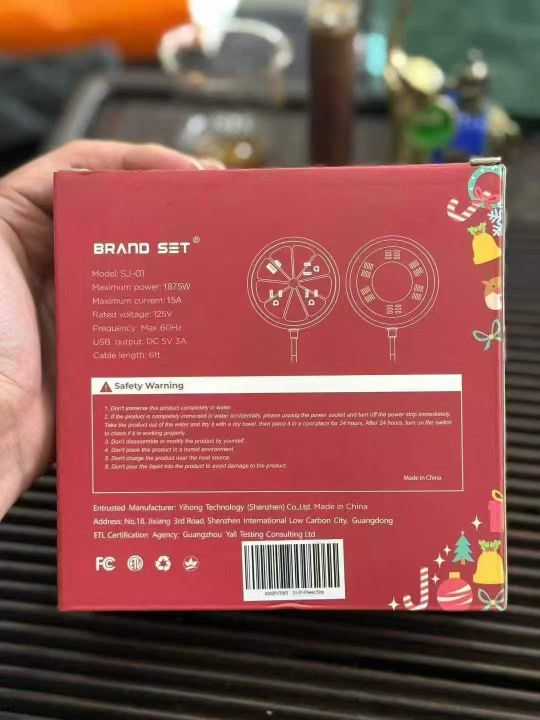 BRAND SET®
Model: SJ-01
Maximum power: 1875W
Maximum current: 15A
Rated voltage: 125V
Frequency: Max 60Hz
USB output: DC 5V 3A
Cable length: 6ft
Safety Warning
1. Don't immerse this product completely in water.
2. If the product is completely immersed in water accidentally, please unplug the power socket and turn off the power strip immediately.
Take the product out of the water and dry it with a dry towel, then place it in a cool place for 24 hours. After 24 hours, turn on the switch
to check if it is working properly.
3. Don't disassemble or modify the product by yourself.
4. Don't place this product in a humid environment.
5. Don't charge the product near the heat source.
6. Don't pour the liquid into the product to avoid damage to the product.
Made in China
Entrusted Manufacturer: Yihong Technology (Shenzhen) Co.,Ltd. Made in China
Address: No.18, Jixiang 3rd Road, Shenzhen International Low Carbon City, Guangdong
ETL Certification Agency: Guangzhou Yall Testing Consulting Ltd
FC ETL
SJ-01-Power Strip